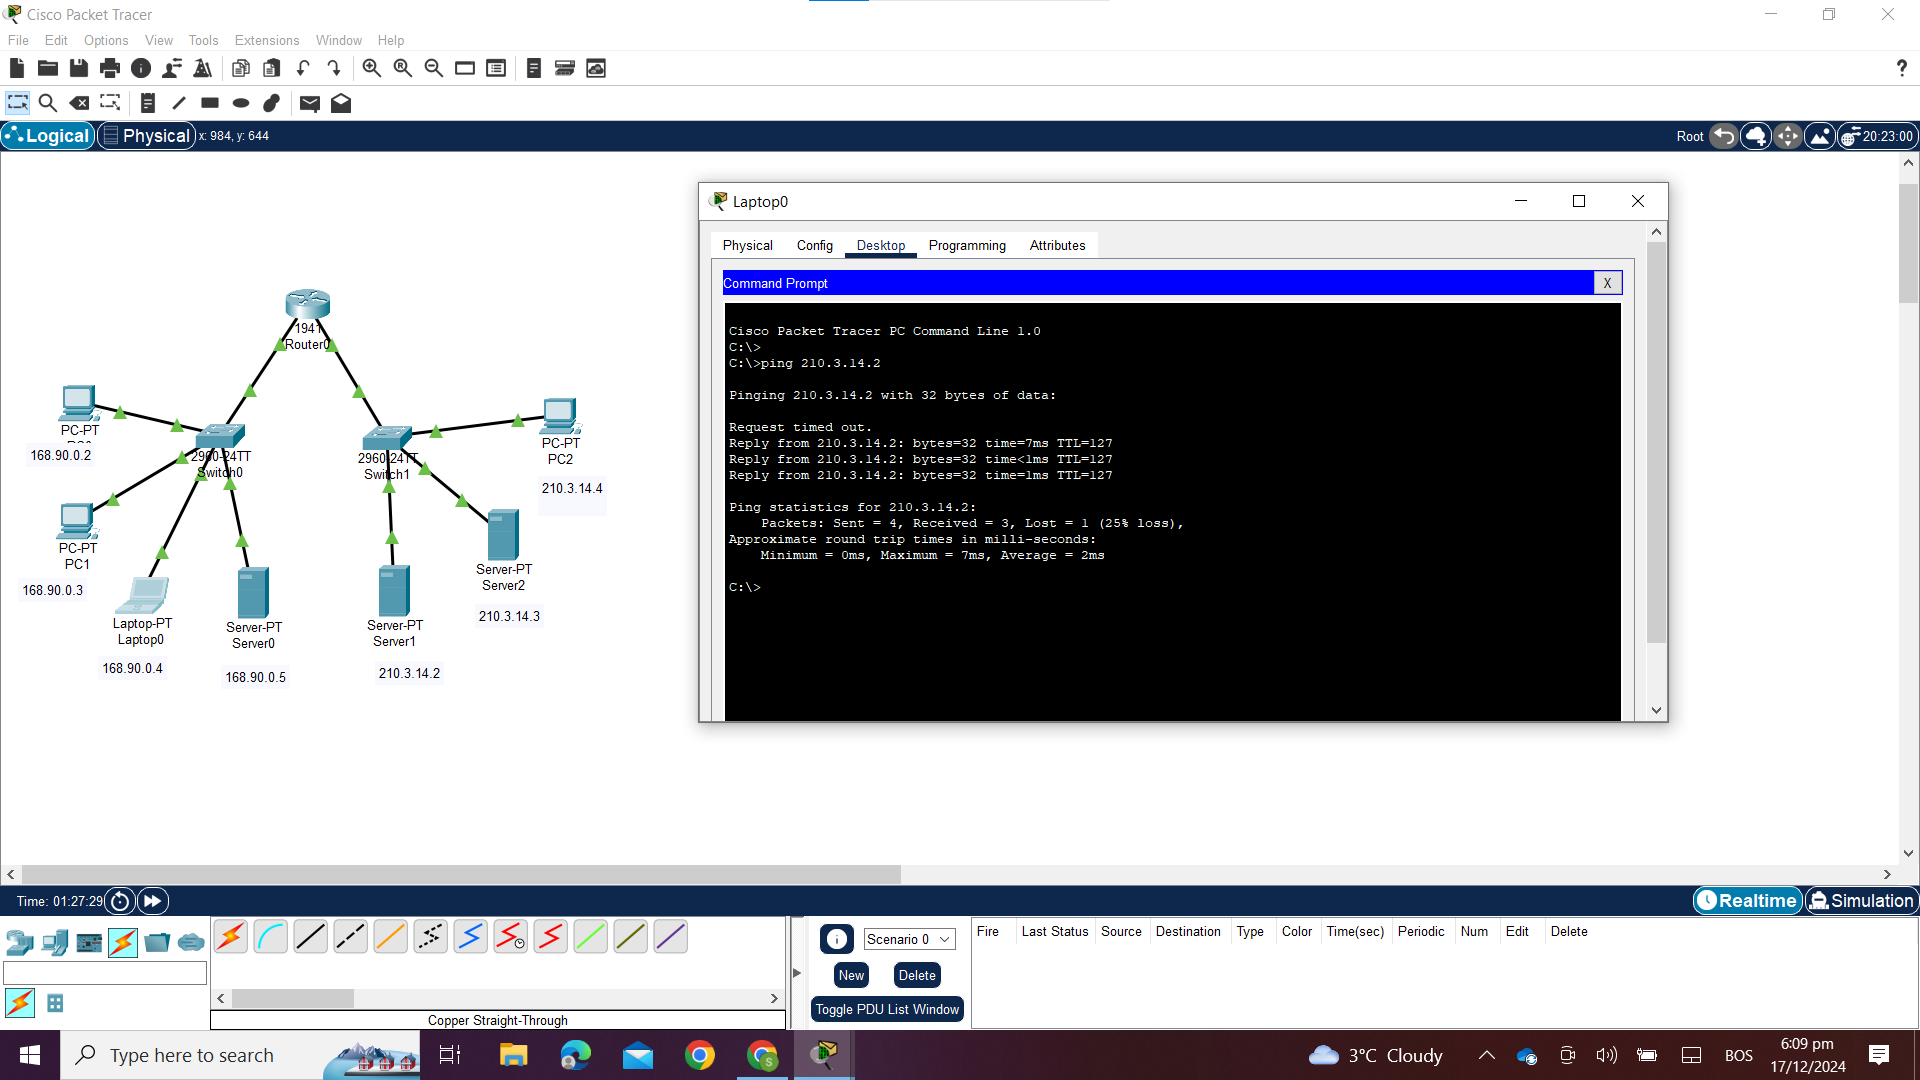 Cisco Packet Tracer
File Edit Options View Tools Extensions Window Help
?
Logical Physical x: 984, y: 644
Root 20:23:00
1941
Router0
PC-PT
168.90.0.2
2960-24TT
Switch0
2960-24TT
Switch1
PC-PT
PC2
210.3.14.4
PC-PT
PC1
168.90.0.3
Laptop-PT
Laptop0
168.90.0.4
Server-PT
Server0
168.90.0.5
Server-PT
Server1
210.3.14.2
Server-PT
Server2
210.3.14.3
Laptop0
Physical Config Desktop Programming Attributes
Command Prompt
X
Cisco Packet Tracer PC Command Line 1.0
C:\>
C:\>ping 210.3.14.2
Pinging 210.3.14.2 with 32 bytes of data:
Request timed out.
Reply from 210.3.14.2: bytes=32 time=7ms TTL=127
Reply from 210.3.14.2: bytes=32 time<1ms TTL=127
Reply from 210.3.14.2: bytes=32 time=1ms TTL=127
Ping statistics for 210.3.14.2:
Packets: Sent = 4, Received = 3, Lost = 1 (25% loss),
Approximate round trip times in milli-seconds:
Minimum = 0ms, Maximum = 7ms, Average = 2ms
C:\>
Time: 01:27:29
Realtime Simulation
Scenario 0
New Delete
Toggle PDU List Window
Fire Last Status Source Destination Type Color Time(sec) Periodic Num Edit Delete
Copper Straight-Through
Type here to search
3°C Cloudy
BOS
6:09 pm
17/12/2024